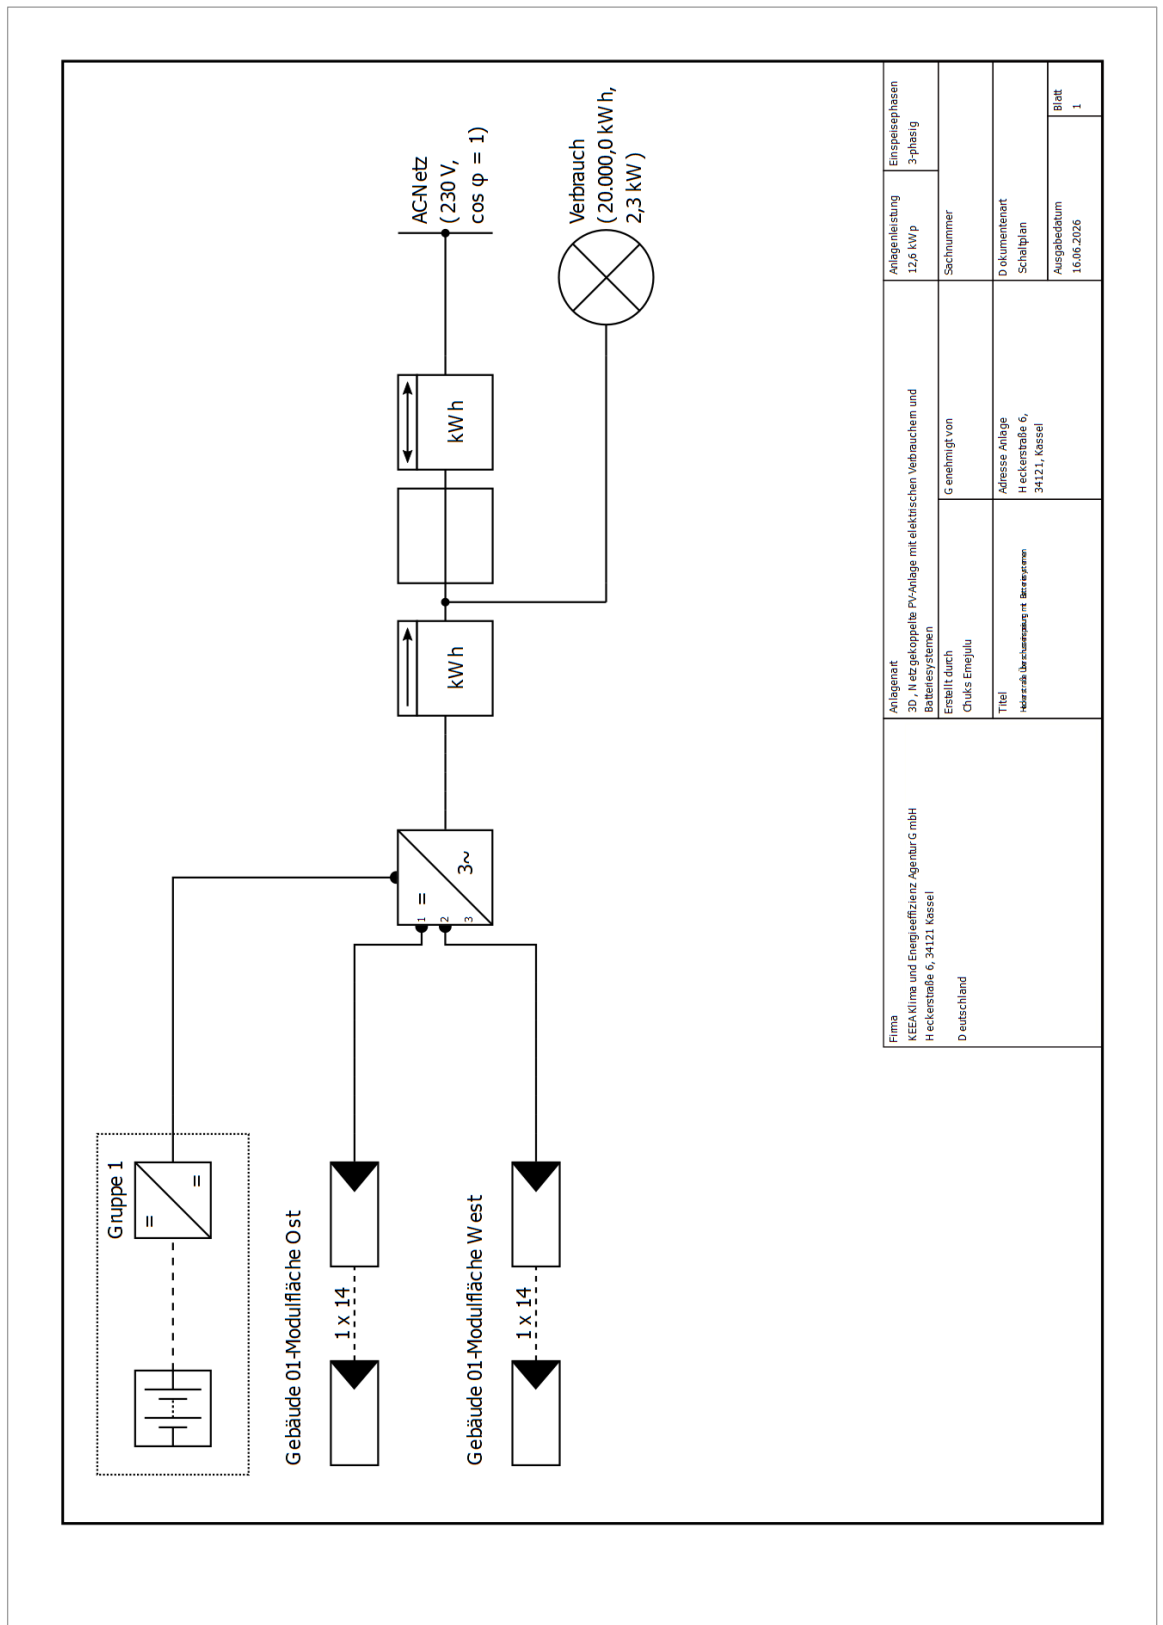 Gruppe 1
=
=
Gebäude 01-Modulfläche Ost
1 x 14
Gebäude 01-Modulfläche West
1 x 14
1
2
3
=
3~
kWh
kWh
AC-Netz
(230 V,
cos φ = 1)
Verbrauch
(20.000,0 kWh,
2,3 kW)
Firma
KEEA Klima und Energieeffizienz Agentur GmbH
Heckerstraße 6, 34121 Kassel
Deutschland
Anlagenart
3D, Netzgekoppelte PV-Anlage mit elektrischen Verbrauchern und
Batteriesystemen
Anlagenleistung
12,6 kWp
Einspeisephasen
3-phasig
Erstellt durch
Chuks Emejulu
Genehmigt von
Sachnummer
Titel
Adresse Anlage
Heckerstraße 6,
34121, Kassel
Dokumentenart
Schaltplan
Ausgabedatum
16.06.2026
Blatt
1